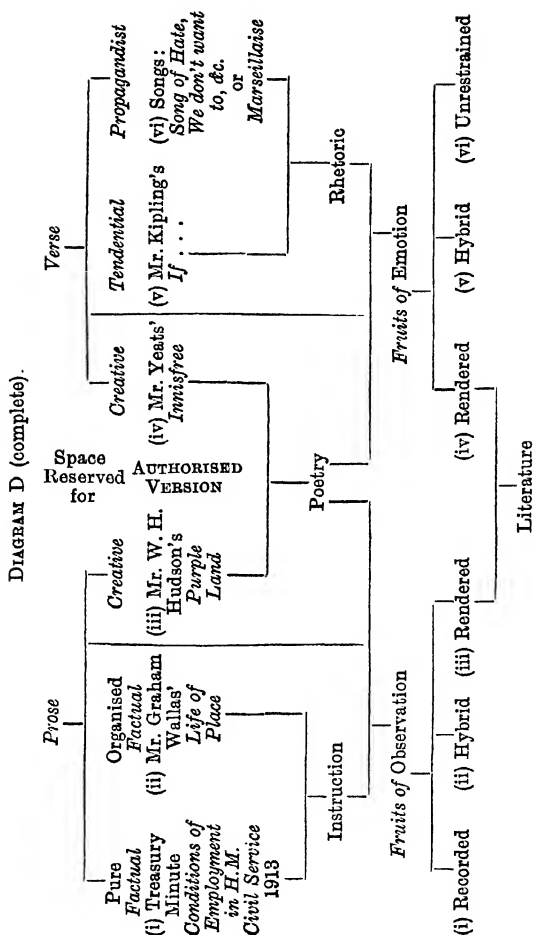 DIAGRAM D (complete).
Prose
Verse
Pure
Factual
(i) Treasury
Minute
Conditions of
Employment
in H.M.
Civil Service
1913
Organised
Factual
(ii) Mr. Graham
Wallas'
Life of
Place
Creative
(iii) Mr. W. H.
Hudson's
Purple
Land
Space
Reserved
for
AUTHORISED
VERSION
Creative
(iv) Mr. Yeats'
Innisfree
Tendential
(v) Mr. Kipling's
If . . .
Propagandist
(vi) Songs:
Song of Hate,
We don't want
to, &c.
or
Marseillaise
Instruction
Poetry
Rhetoric
Fruits of Observation
Fruits of Emotion
(i) Recorded
(ii) Hybrid
(iii) Rendered
(iv) Rendered
(v) Hybrid
(vi) Unrestrained
Literature